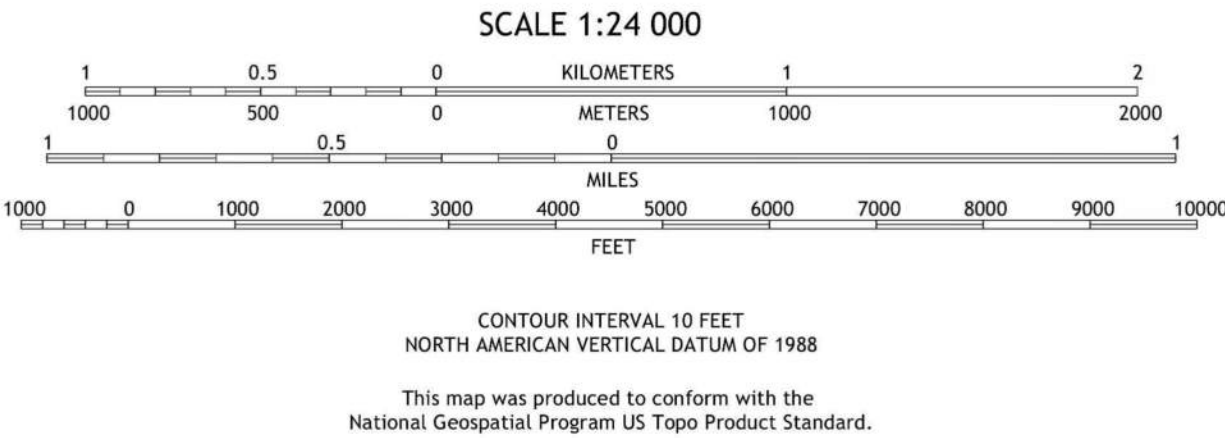 SCALE 1:24 000
1 0.5 0 KILOMETERS 1 2
1000 500 0 METERS 1000 2000
1 0.5 0 1
MILES
1000 0 1000 2000 3000 4000 5000 6000 7000 8000 9000 10000
FEET
CONTOUR INTERVAL 10 FEET
NORTH AMERICAN VERTICAL DATUM OF 1988
This map was produced to conform with the
National Geospatial Program US Topo Product Standard.